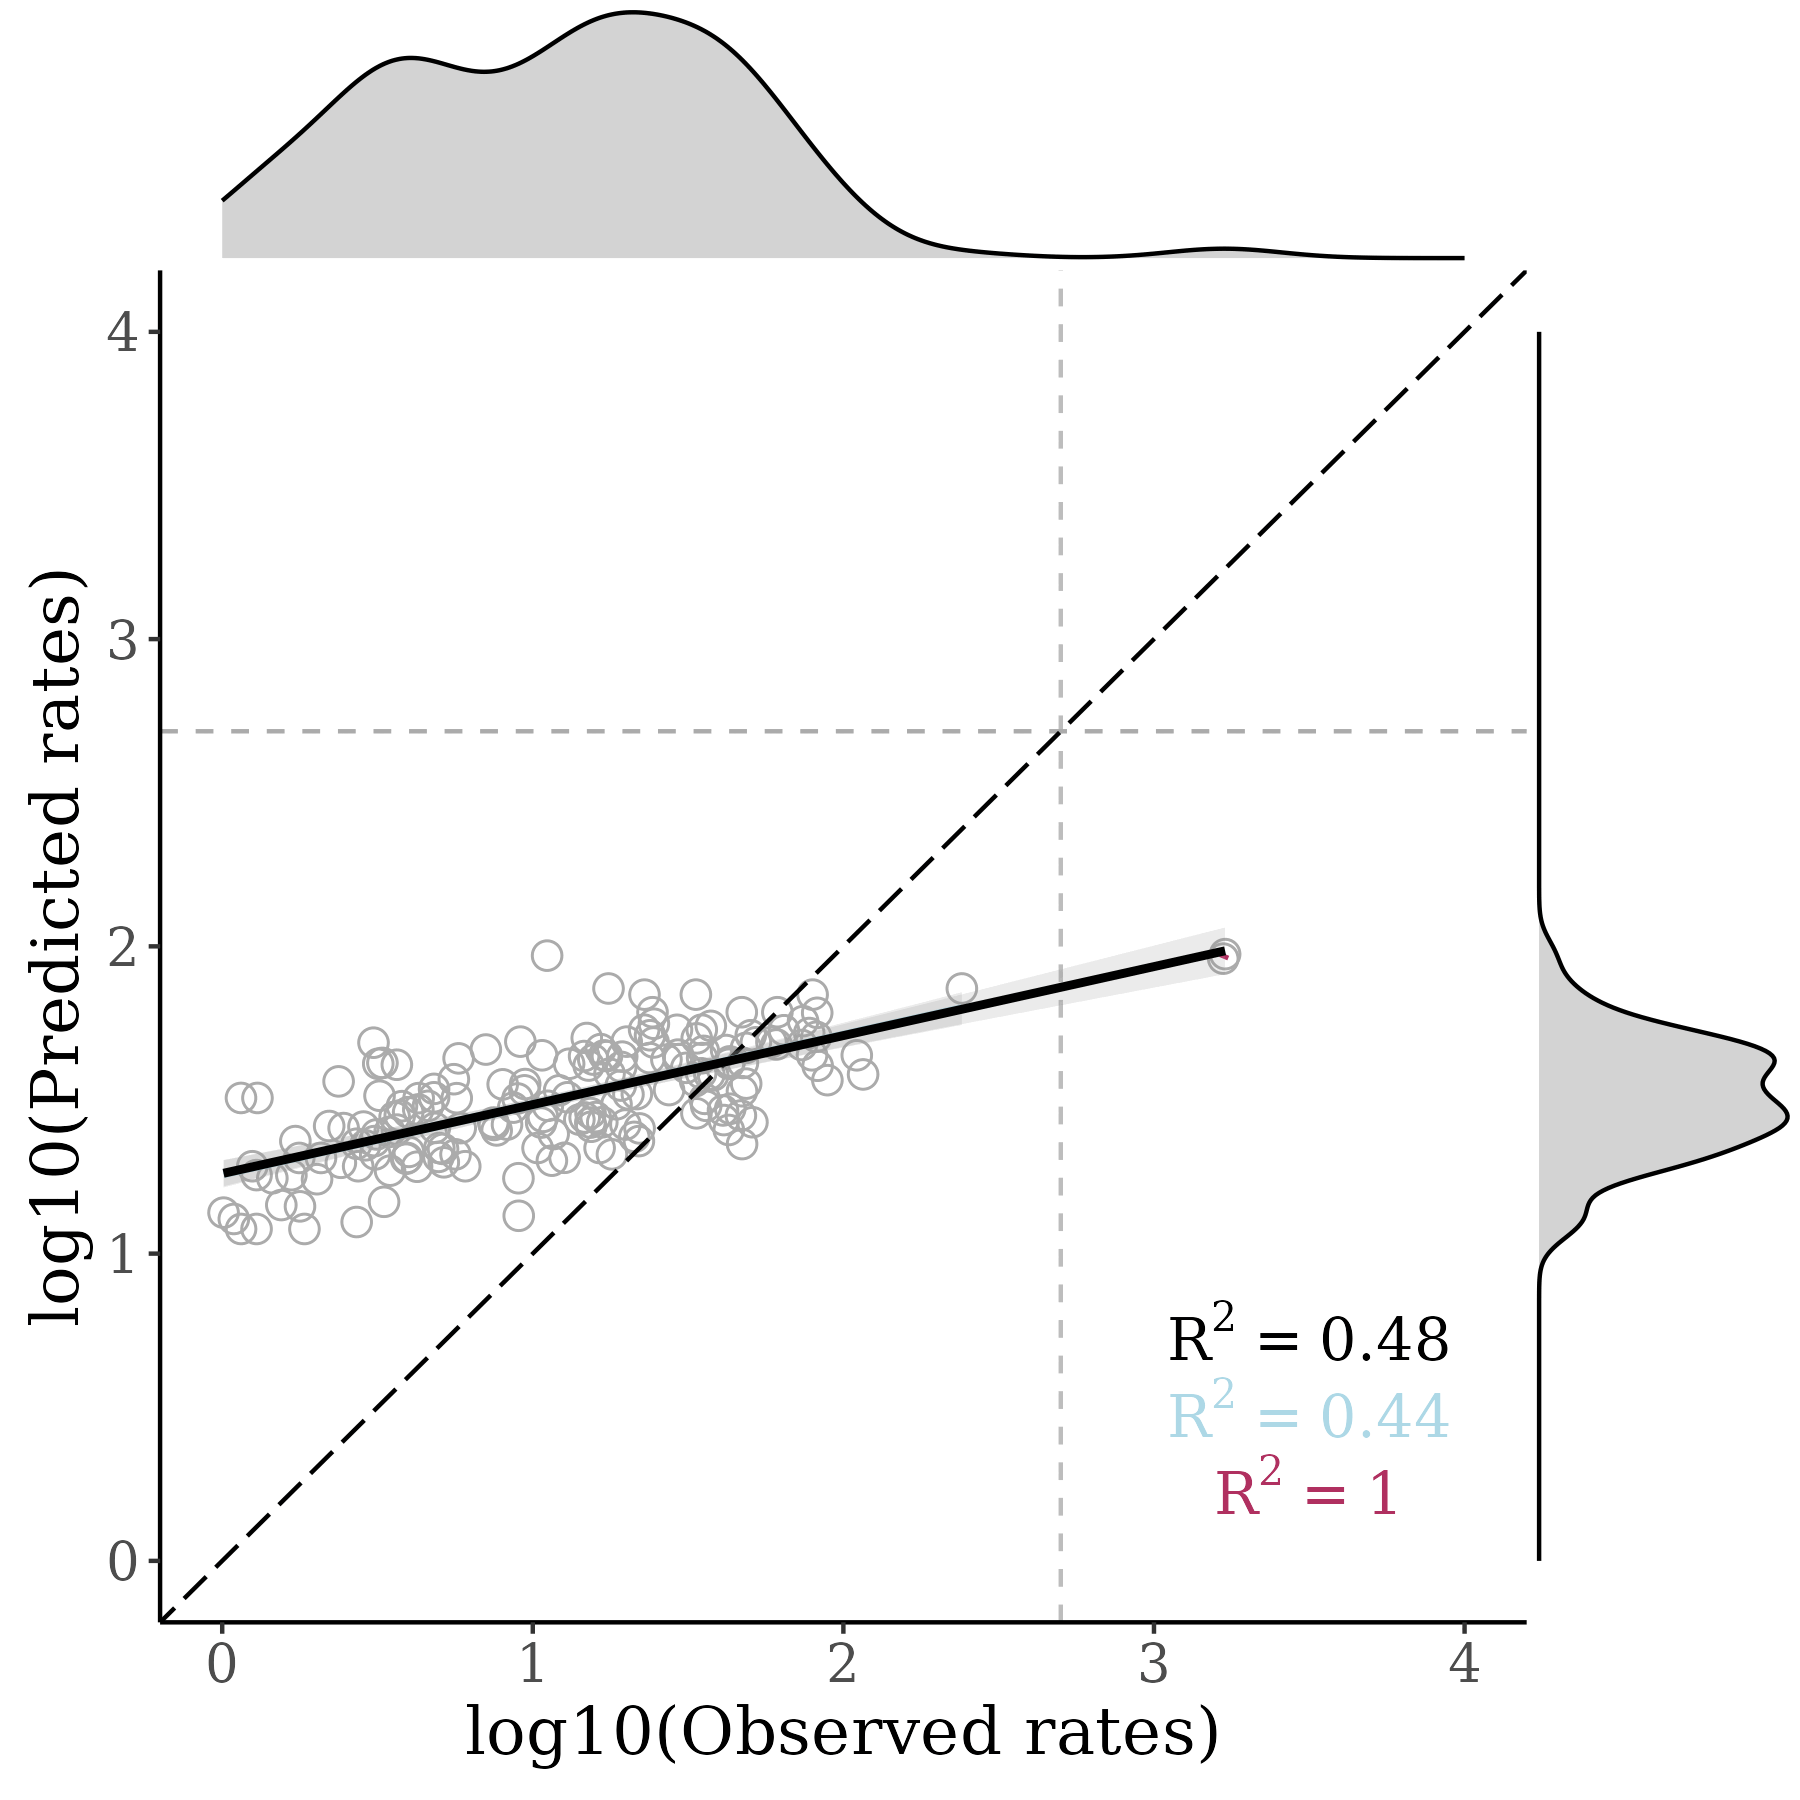 4
3
2
1
0
log10(Predicted rates)
R² = 0.48
R² = 0.44
R² = 1
0 1 2 3 4
log10(Observed rates)